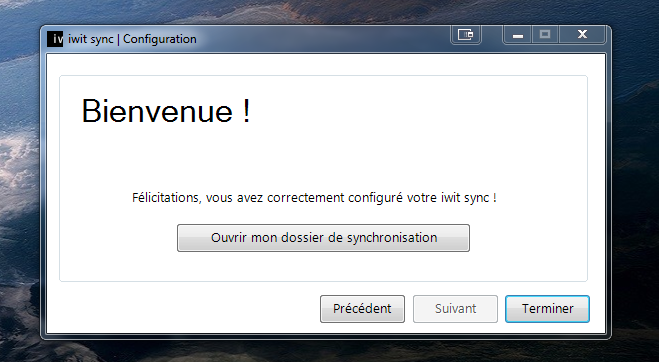 iv iwit sync | Configuration
Bienvenue !
Félicitations, vous avez correctement configuré votre iwit sync !
Ouvrir mon dossier de synchronisation
Précédent Suivant Terminer